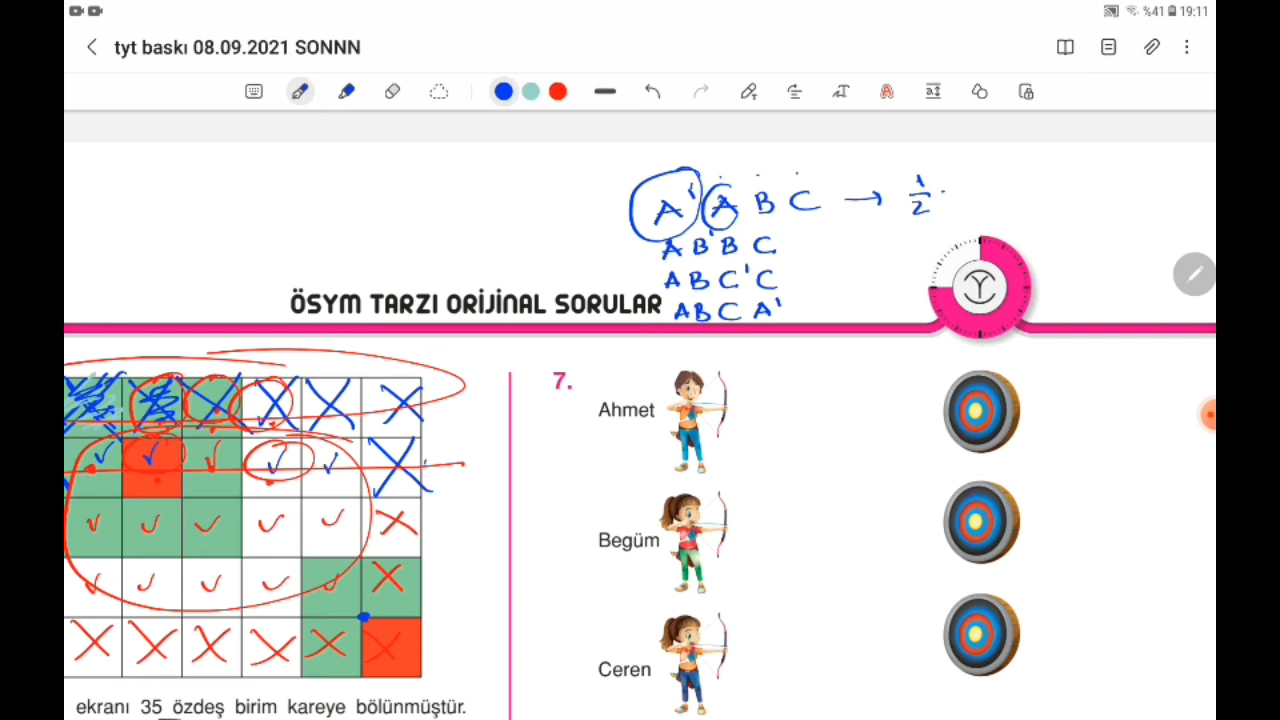 %41 19:11
tyt baskı 08.09.2021 SONNN
A' A B C → 1/2
A B' B C
A B C' C
A B C A'
ÖSYM TARZI ORİJİNAL SORULAR
7.
Ahmet
Begüm
Ceren
ekranı 35 özdeş birim kareye bölünmüştür.